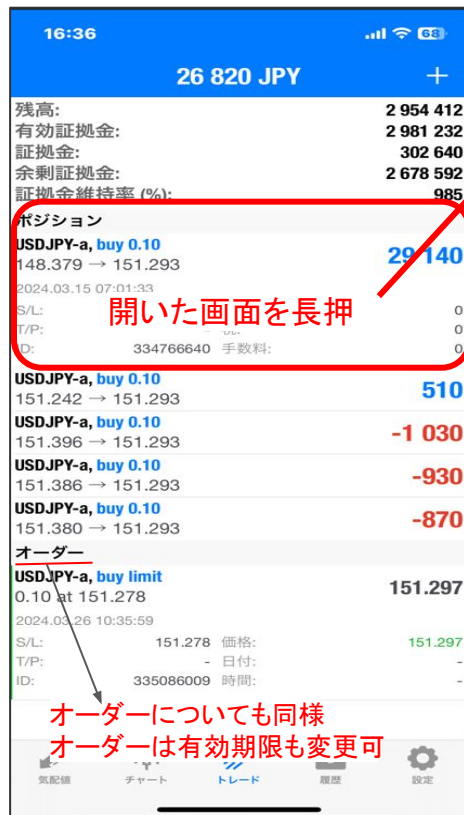 16:36 68
26 820 JPY +
残高: 2 954 412
有効証拠金: 2 981 232
証拠金: 302 640
余剰証拠金: 2 678 592
証拠金維持率 (%): 985
ポジション
USDJPY-a, buy 0.10
148.379 → 151.293 29 140
2024.03.15 07:01:33
S/L: 0
開いた画面を長押
T/P: 0
ID: 334766640 手数料: 0
USDJPY-a, buy 0.10
151.242 → 151.293 510
USDJPY-a, buy 0.10
151.396 → 151.293 -1 030
USDJPY-a, buy 0.10
151.386 → 151.293 -930
USDJPY-a, buy 0.10
151.380 → 151.293 -870
オーダー
USDJPY-a, buy limit
0.10 at 151.278 151.297
2024.03.26 10:35:59
S/L: 151.278 価格: 151.297
T/P: - 日付: -
ID: 335086009 時間: -
オーダーについても同様
オーダーは有効期限も変更可
気配値 チャート トレード 履歴 設定